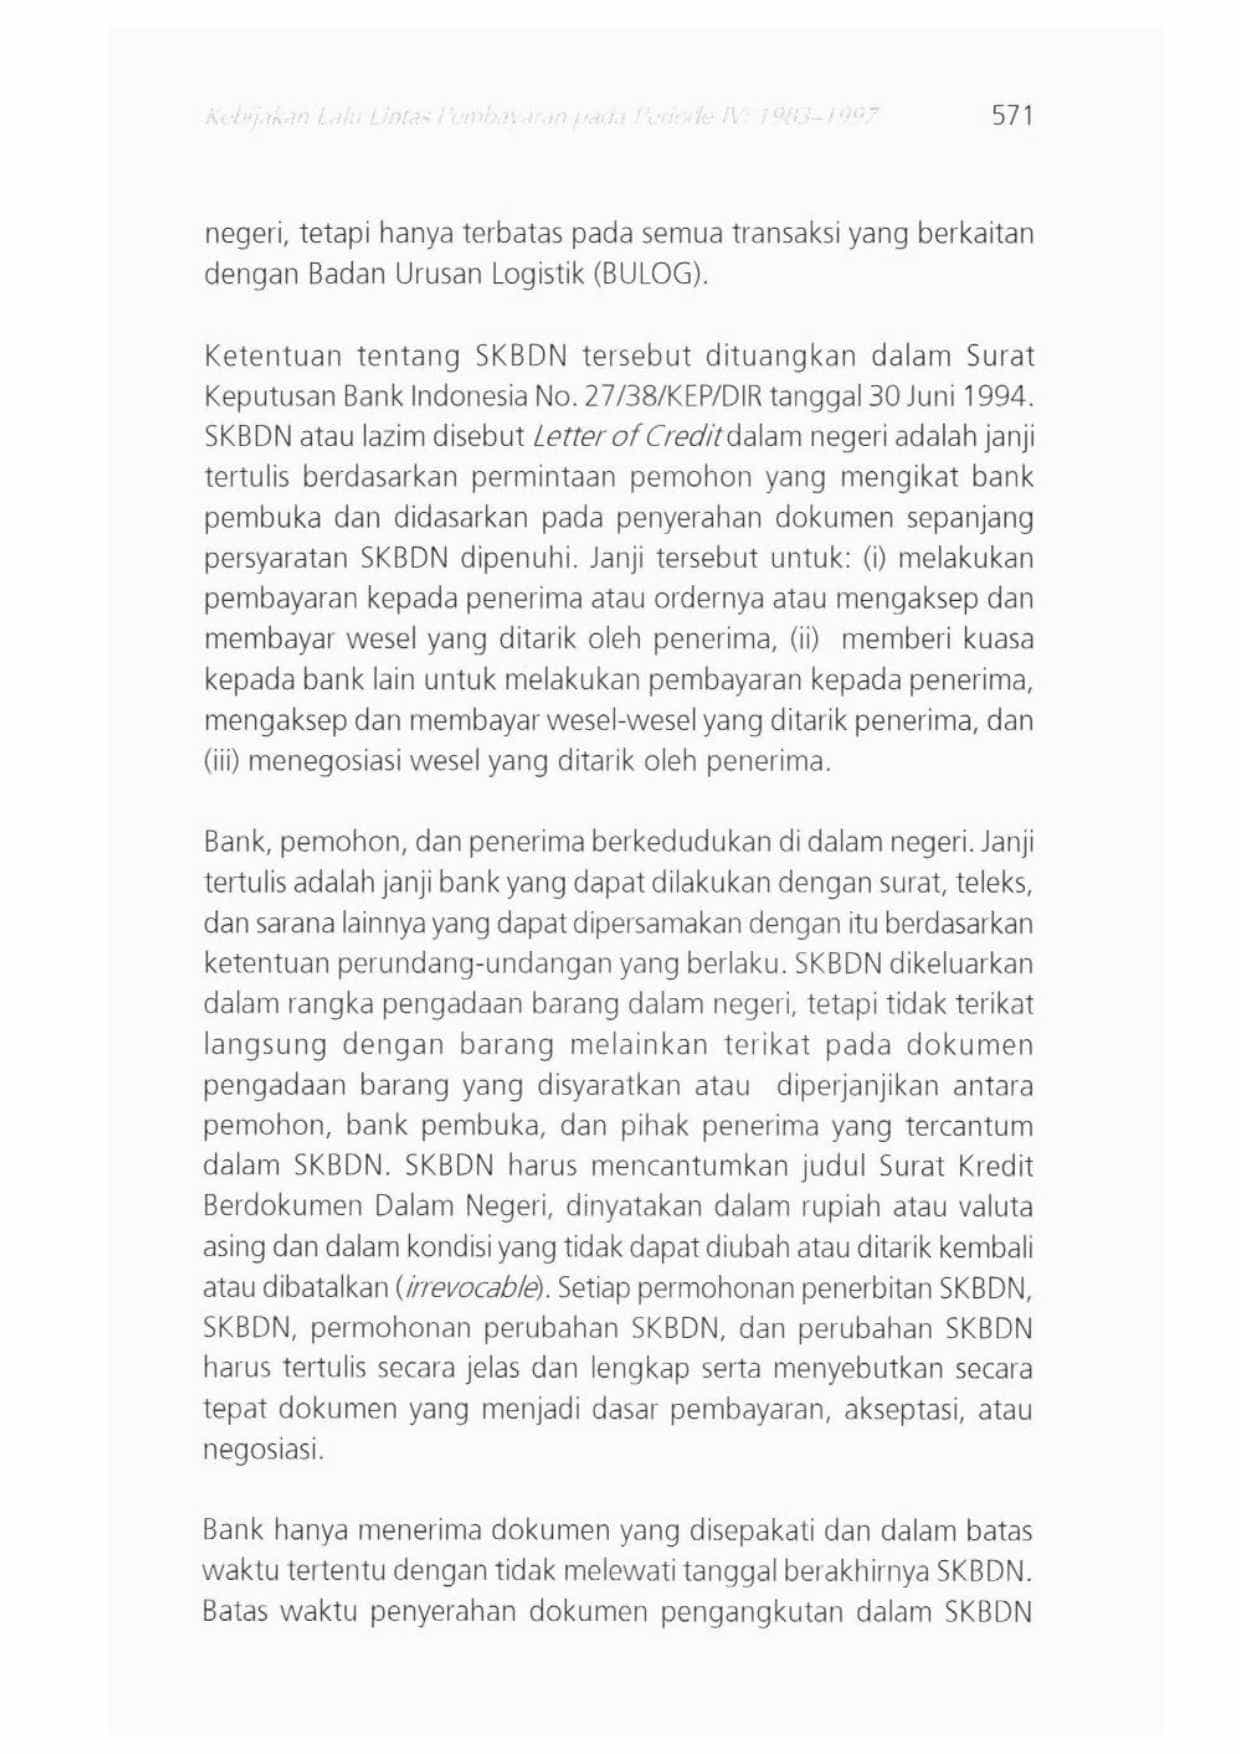 Kebijakan Lalu Lintas Pembayaran pada Periode IV: 1983–1997 571
negeri, tetapi hanya terbatas pada semua transaksi yang berkaitan
dengan Badan Urusan Logistik (BULOG).
Ketentuan tentang SKBDN tersebut dituangkan dalam Surat
Keputusan Bank Indonesia No. 27/38/KEP/DIR tanggal 30 Juni 1994.
SKBDN atau lazim disebut Letter of Credit dalam negeri adalah janji
tertulis berdasarkan permintaan pemohon yang mengikat bank
pembuka dan didasarkan pada penyerahan dokumen sepanjang
persyaratan SKBDN dipenuhi. Janji tersebut untuk: (i) melakukan
pembayaran kepada penerima atau ordernya atau mengaksep dan
membayar wesel yang ditarik oleh penerima, (ii) memberi kuasa
kepada bank lain untuk melakukan pembayaran kepada penerima,
mengaksep dan membayar wesel-wesel yang ditarik penerima, dan
(iii) menegosiasi wesel yang ditarik oleh penerima.
Bank, pemohon, dan penerima berkedudukan di dalam negeri. Janji
tertulis adalah janji bank yang dapat dilakukan dengan surat, teleks,
dan sarana lainnya yang dapat dipersamakan dengan itu berdasarkan
ketentuan perundang-undangan yang berlaku. SKBDN dikeluarkan
dalam rangka pengadaan barang dalam negeri, tetapi tidak terikat
langsung dengan barang melainkan terikat pada dokumen
pengadaan barang yang disyaratkan atau diperjanjikan antara
pemohon, bank pembuka, dan pihak penerima yang tercantum
dalam SKBDN. SKBDN harus mencantumkan judul Surat Kredit
Berdokumen Dalam Negeri, dinyatakan dalam rupiah atau valuta
asing dan dalam kondisi yang tidak dapat diubah atau ditarik kembali
atau dibatalkan (irrevocable). Setiap permohonan penerbitan SKBDN,
SKBDN, permohonan perubahan SKBDN, dan perubahan SKBDN
harus tertulis secara jelas dan lengkap serta menyebutkan secara
tepat dokumen yang menjadi dasar pembayaran, akseptasi, atau
negosiasi.
Bank hanya menerima dokumen yang disepakati dan dalam batas
waktu tertentu dengan tidak melewati tanggal berakhirnya SKBDN.
Batas waktu penyerahan dokumen pengangkutan dalam SKBDN